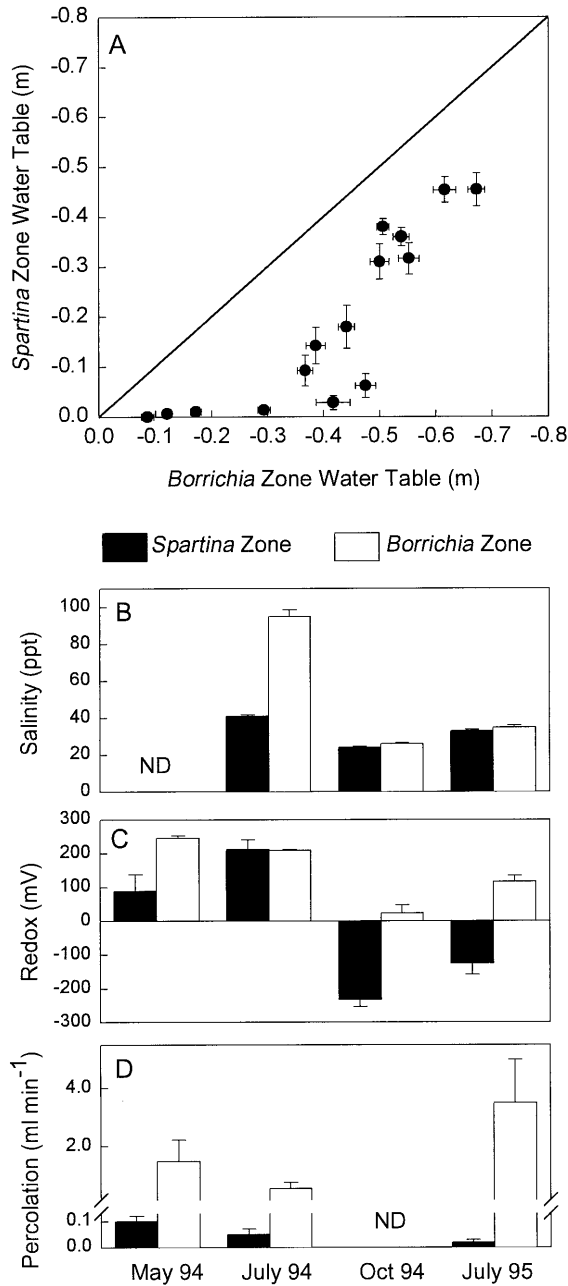 A
-0.8
-0.7
-0.6
-0.5
-0.4
-0.3
-0.2
-0.1
0.0
Spartina Zone Water Table (m)
0.0 -0.1 -0.2 -0.3 -0.4 -0.5 -0.6 -0.7 -0.8
Borrichia Zone Water Table (m)
Spartina Zone Borrichia Zone
B
100
80
60
40
20
0
Salinity (ppt)
ND
C
300
200
100
0
-100
-200
-300
Redox (mV)
D
4.0
2.0
0.1
0.0
Percolation (ml min⁻¹)
ND
May 94 July 94 Oct 94 July 95